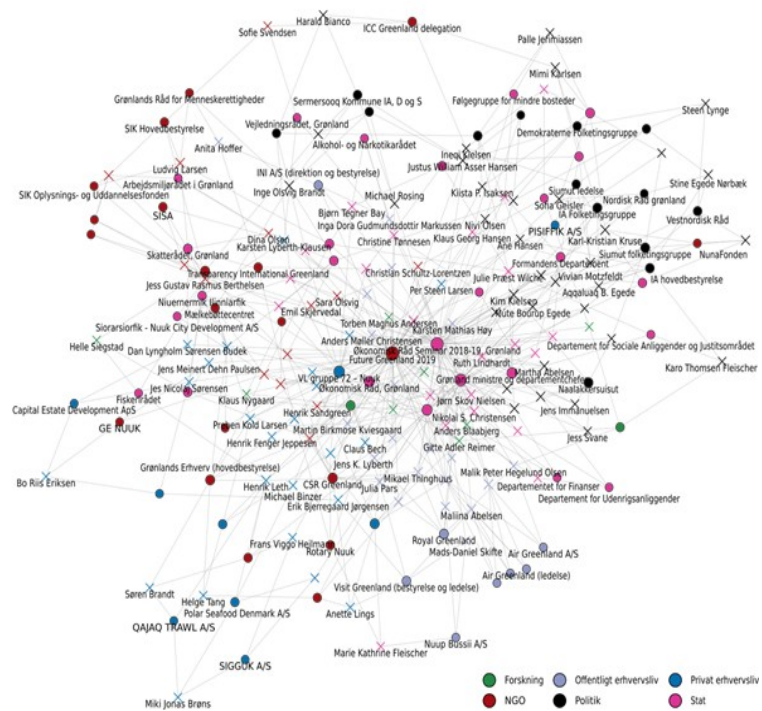 Harald Bianco
Sofie Svendsen
ICC Greenland delegation
Palle Jerimiassen
Mimi Karlsen
Grønlands Råd for Menneskerettigheder
Sermersooq Kommune IA, D og S
Følgegruppe for mindre bosteder
Steen Lynge
SIK Hovedbestyrelse
Vejledningsrådet, Grønland
Demokraterne Folketingsgruppe
Anita Hoffer
Alkohol- og Narkotikarådet
Ineqi Kielsen
Justus William Asser Hansen
Ludvig Larsen
INI A/S (direktion og bestyrelse)
Kiista P. Isaksen
Siumut ledelse
Stine Egede Nørbæk
Arbejdsmiljørådet i Grønland
Inge Olsvig Brandt
Michael Rosing
Sofia Geisler
Nordisk Råd grønland
SIK Oplysnings- og Uddannelsesfonden
Bjørn Tegner Bay
IA Folketingsgruppe
SISA
Inga Dora Gudmundsdottir Markussen
Nivi Olsen
PISIFFIK A/S
Vestnordisk Råd
Dina Olsen
Karsten Lyberth-Klausen
Christine Tønnesen
Klaus Georg Hansen
Ane Hansen
Karl-Kristian Kruse
Skatterådet, Grønland
Siumut folketingsgruppe
NunaFonden
Transparency International Greenland
Christian Schultz-Lorentzen
Formandens Departement
Jess Gustav Rasmus Berthelsen
Julie Præst Wilche
Vivian Motzfeldt
IA hovedbestyrelse
Niuernermik Ilinniarfik
Sara Olsvig
Per Steen Larsen
Aqqaluaq B. Egede
Mælkebøttecentret
Emil Skjervedal
Kim Kielsen
Mute Bourup Egede
Siorarsiorfik - Nuuk City Development A/S
Torben Magnus Andersen
Karsten Mathias Høy
Helle Siegstad
Anders Møller Christensen
Økonomisk Råd Seminar 2018-19, Grønland
Departement for Sociale Anliggender og Justitsområdet
Dan Lyngholm Sørensen Budek
Future Greenland 2019
Ruth Lindhardt
Karo Thomsen Fleischer
Jens Meinert Dehn Paulsen
VL gruppe 72 – Nuuk
Grønland ministre og departementchefer
Martha Abelsen
Jes Nicolai Sørensen
Økonomisk Råd, Grønland
Naalakkersuisut
Fiskerirådet
Klaus Nygaard
Jørn Skov Nielsen
Jens Immanuelsen
Capital Estate Development ApS
Preben Kold Larsen
Henrik Sandgreen
Nikolai S. Christensen
GE NUUK
Martin Birkmose Kviesgaard
Anders Blaabjerg
Jess Svane
Henrik Fenger Jeppesen
Gitte Adler Reimer
Claus Bech
Grønlands Erhverv (hovedbestyrelse)
Jens K. Lyberth
Mikael Thinghuus
Malik Peter Hegelund Olsen
Departementet for Finanser
Bo Riis Eriksen
Henrik Leth
CSR Greenland
Julia Pars
Departement for Udenrigsanliggender
Michael Binzer
Erik Bjerregaard Jørgensen
Maliina Abelsen
Frans Viggo Heilmann
Royal Greenland
Rotary Nuuk
Mads-Daniel Skifte
Air Greenland A/S
Air Greenland (ledelse)
Visit Greenland (bestyrelse og ledelse)
Søren Brandt
Helge Tang
Polar Seafood Denmark A/S
Anette Lings
QAJAQ TRAWL A/S
Nuup Bussii A/S
Marie Kathrine Fleischer
SIGGUK A/S
Miki Jonas Brøns
Forskning
Offentligt erhvervsliv
Privat erhvervsliv
NGO
Politik
Stat